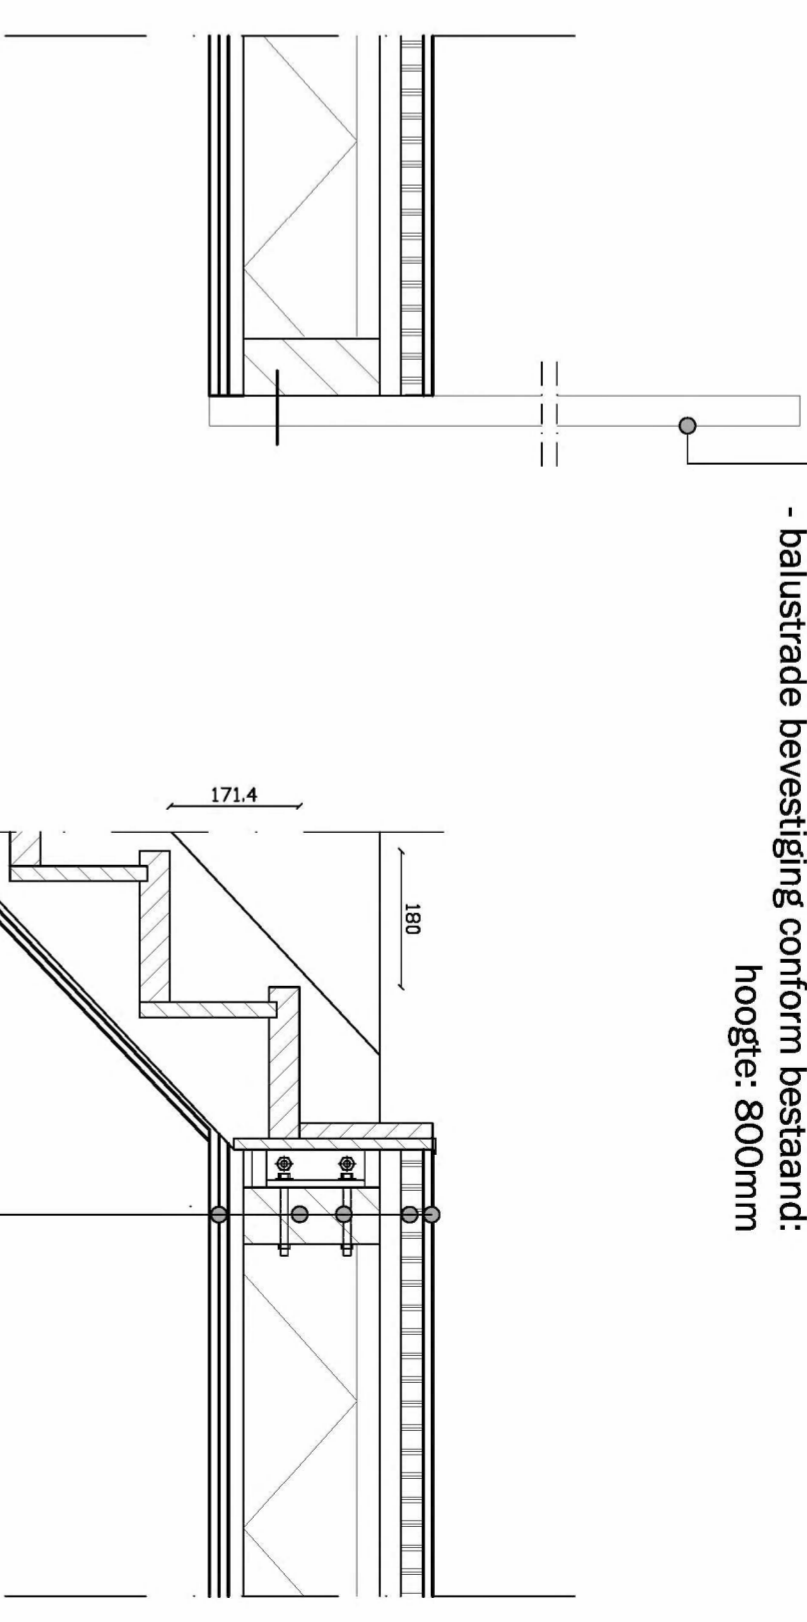 - balustrade bevestiging conform bestaand:
hoogte: 800mm
171.4
180